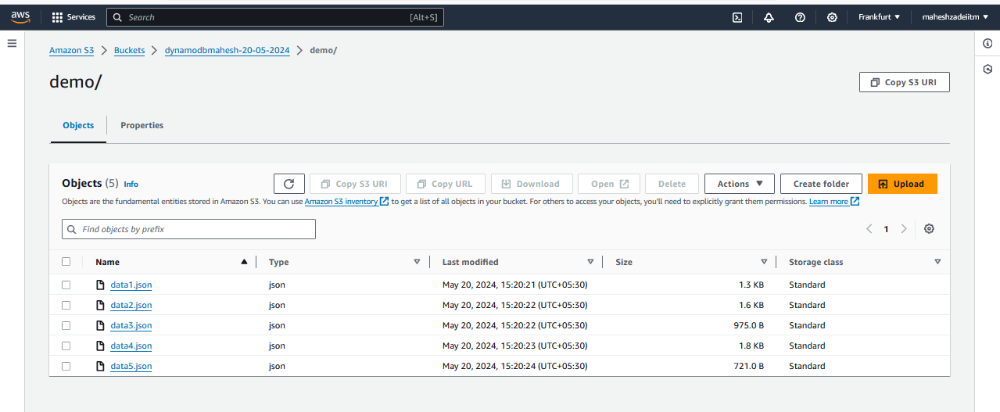 aws Services Search [Alt+S] Frankfurt maheshzadeiitm
Amazon S3 Buckets dynamodbmahesh-20-05-2024 demo/
demo/ Copy S3 URI
Objects Properties
Objects (5) Info Copy S3 URI Copy URL Download Open Delete Actions Create folder Upload
Objects are the fundamental entities stored in Amazon S3. You can use Amazon S3 inventory to get a list of all objects in your bucket. For others to access your objects, you'll need to explicitly grant them permissions. Learn more
Find objects by prefix 1
Name Type Last modified Size Storage class
data1.json json May 20, 2024, 15:20:21 (UTC+05:30) 1.3 KB Standard
data2.json json May 20, 2024, 15:20:22 (UTC+05:30) 1.6 KB Standard
data3.json json May 20, 2024, 15:20:22 (UTC+05:30) 975.0 B Standard
data4.json json May 20, 2024, 15:20:23 (UTC+05:30) 1.8 KB Standard
data5.json json May 20, 2024, 15:20:24 (UTC+05:30) 721.0 B Standard